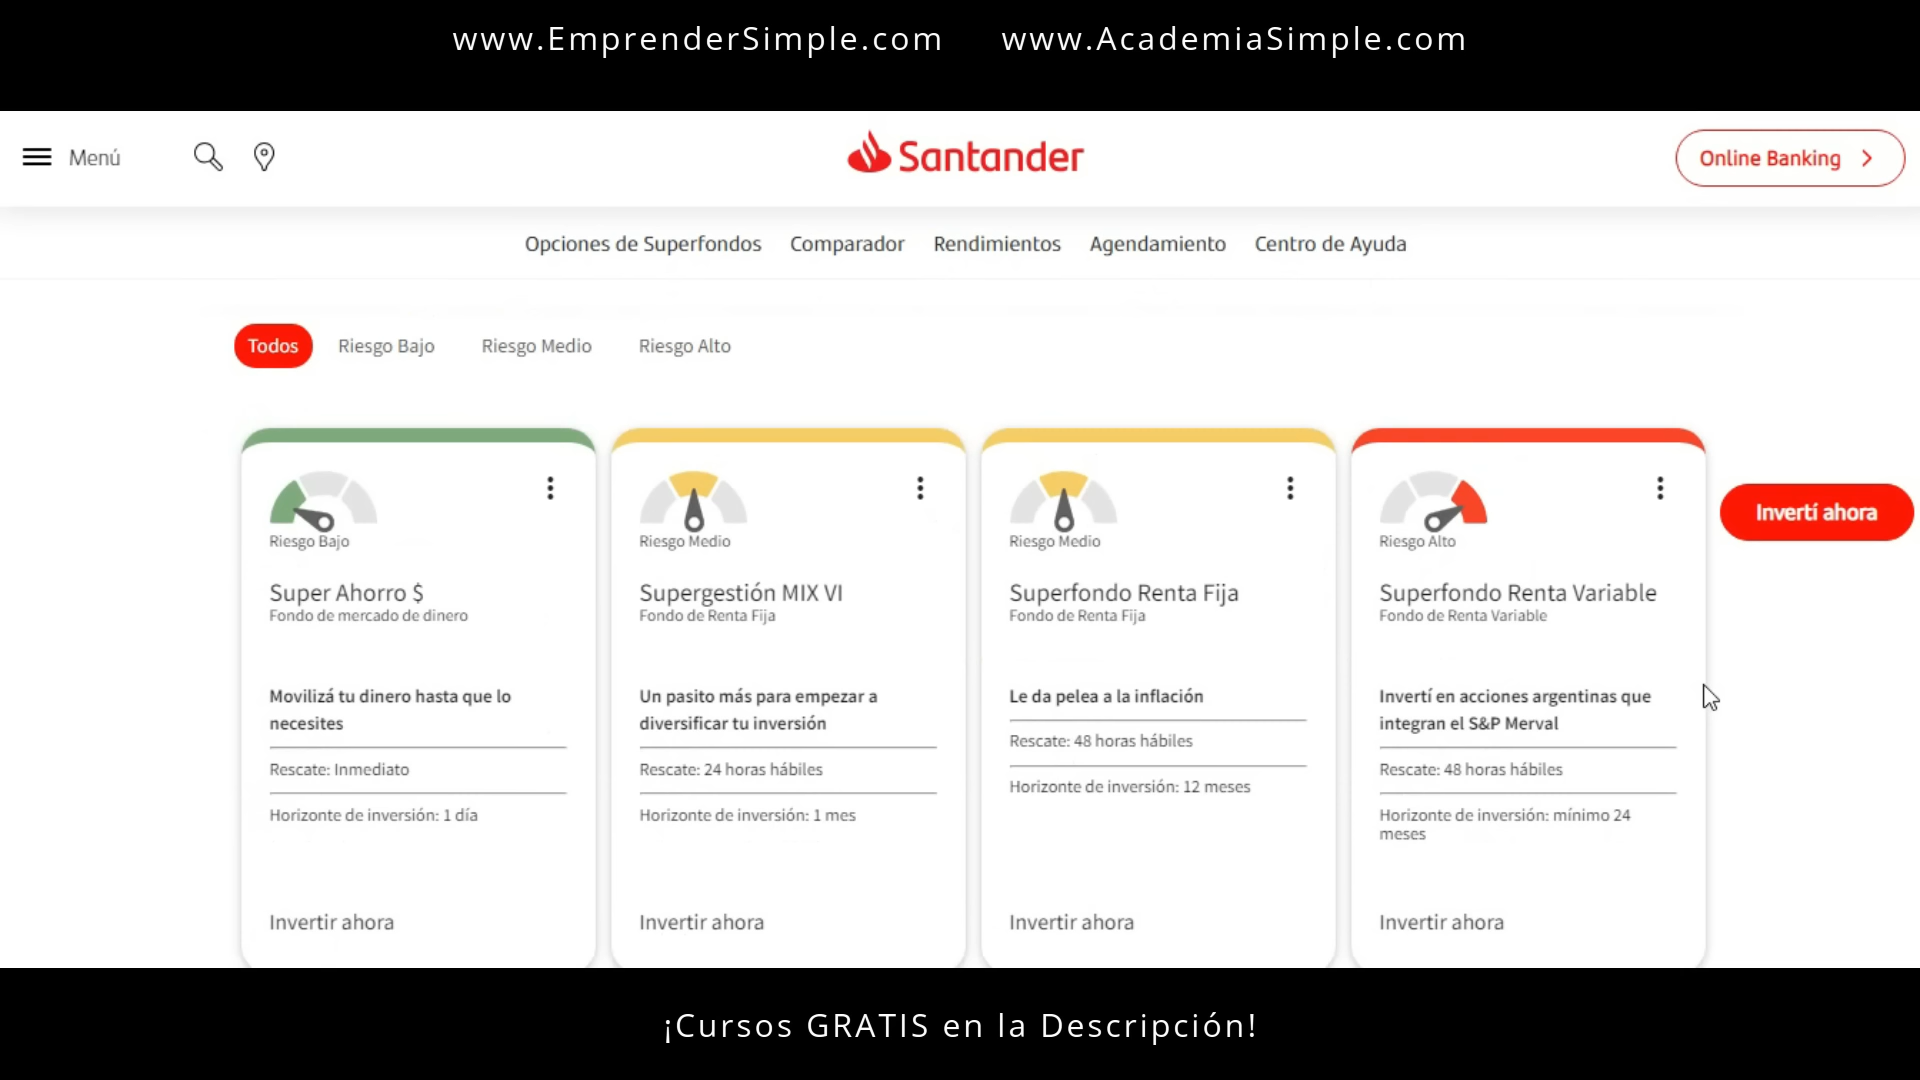 www.EmprenderSimple.com www.AcademiaSimple.com
Menú
Santander
Online Banking
Opciones de Superfondos Comparador Rendimientos Agendamiento Centro de Ayuda
Todos Riesgo Bajo Riesgo Medio Riesgo Alto
Riesgo Bajo
Super Ahorro $
Fondo de mercado de dinero
Movilizá tu dinero hasta que lo
necesites
Rescate: Inmediato
Horizonte de inversión: 1 día
Invertir ahora
Riesgo Medio
Supergestión MIX VI
Fondo de Renta Fija
Un pasito más para empezar a
diversificar tu inversión
Rescate: 24 horas hábiles
Horizonte de inversión: 1 mes
Invertir ahora
Riesgo Medio
Superfondo Renta Fija
Fondo de Renta Fija
Le da pelea a la inflación
Rescate: 48 horas hábiles
Horizonte de inversión: 12 meses
Invertir ahora
Riesgo Alto
Superfondo Renta Variable
Fondo de Renta Variable
Invertí en acciones argentinas que
integran el S&P Merval
Rescate: 48 horas hábiles
Horizonte de inversión: mínimo 24
meses
Invertir ahora
Invertí ahora
¡Cursos GRATIS en la Descripción!